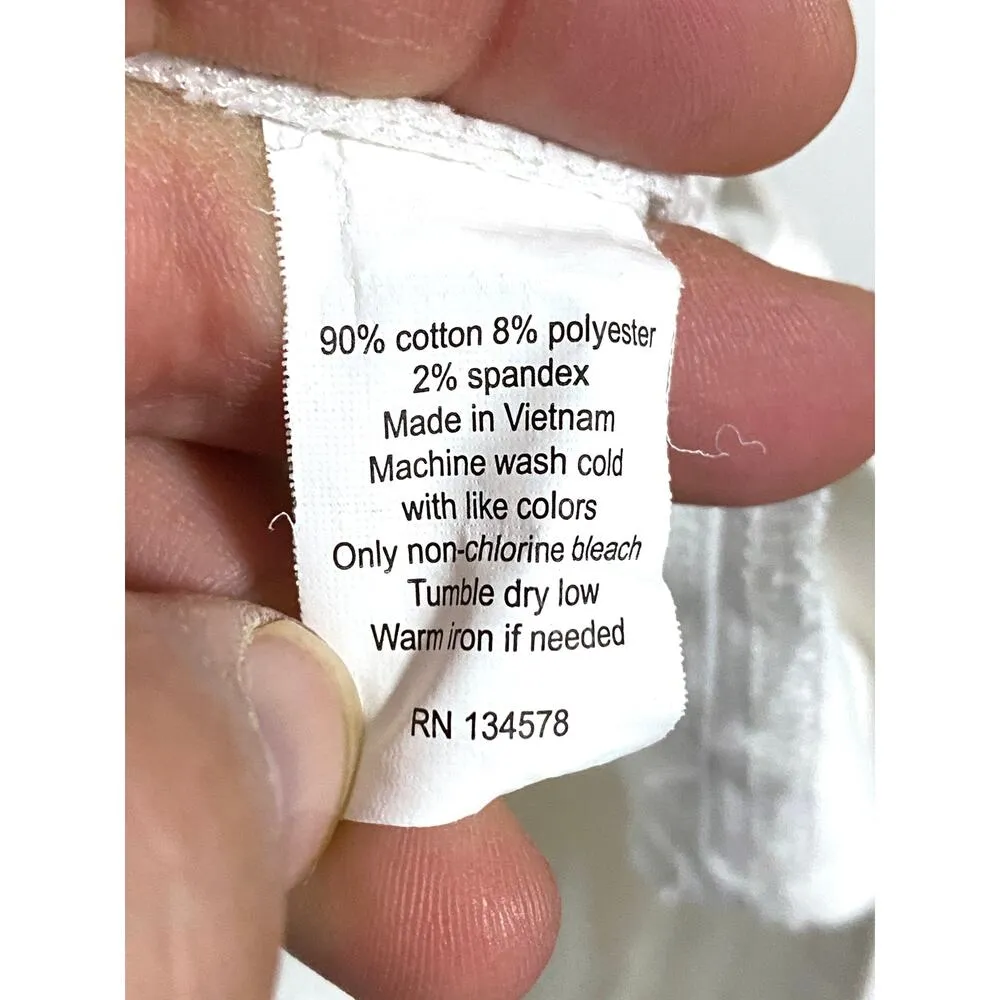 90% cotton 8% polyester
2% spandex
Made in Vietnam
Machine wash cold
with like colors
Only non-chlorine bleach
Tumble dry low
Warm iron if needed
RN 134578